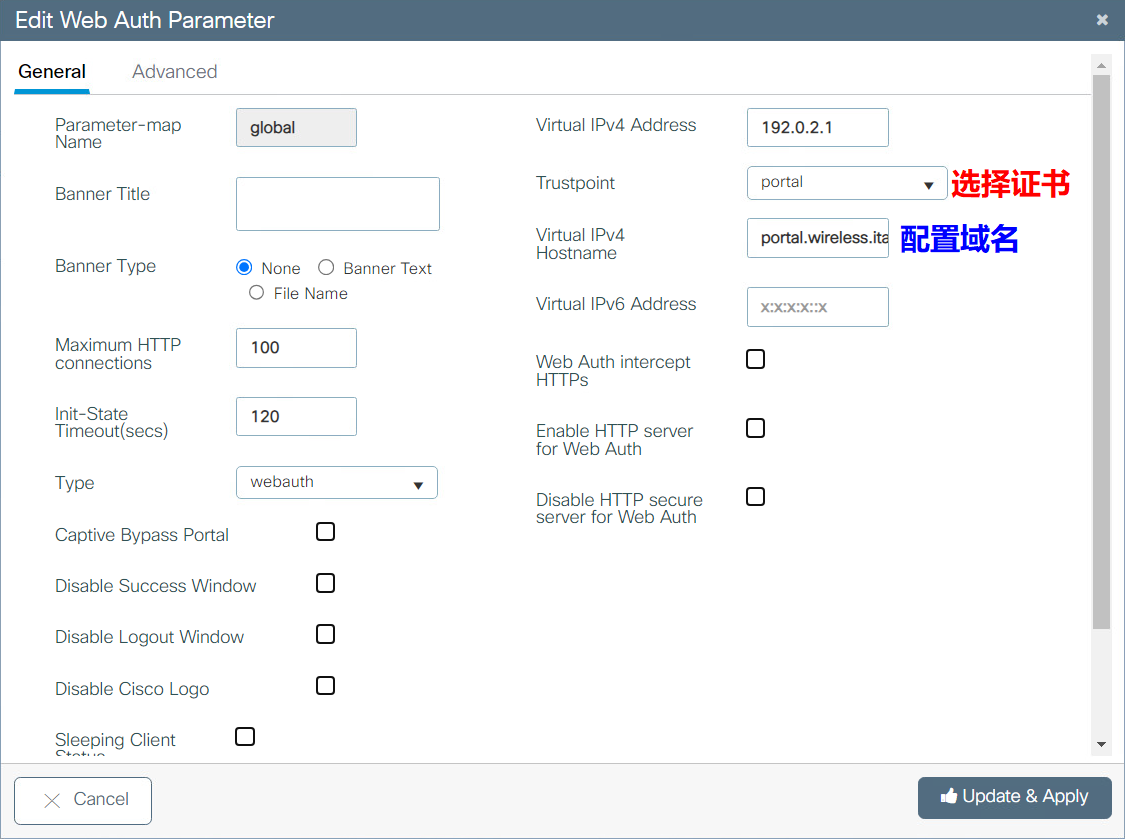 Edit Web Auth Parameter
General
Advanced
Parameter-map
Name
global
Banner Title
Banner Type
None
Banner Text
File Name
Maximum HTTP
connections
100
Init-State
Timeout(secs)
120
Type
webauth
Captive Bypass Portal
Disable Success Window
Disable Logout Window
Disable Cisco Logo
Sleeping Client
Status
Virtual IPv4 Address
192.0.2.1
Trustpoint
portal
选择证书
Virtual IPv4
Hostname
portal.wireless.ita
配置域名
Virtual IPv6 Address
x:x:x:x::x
Web Auth intercept
HTTPs
Enable HTTP server
for Web Auth
Disable HTTP secure
server for Web Auth
Cancel
Update & Apply